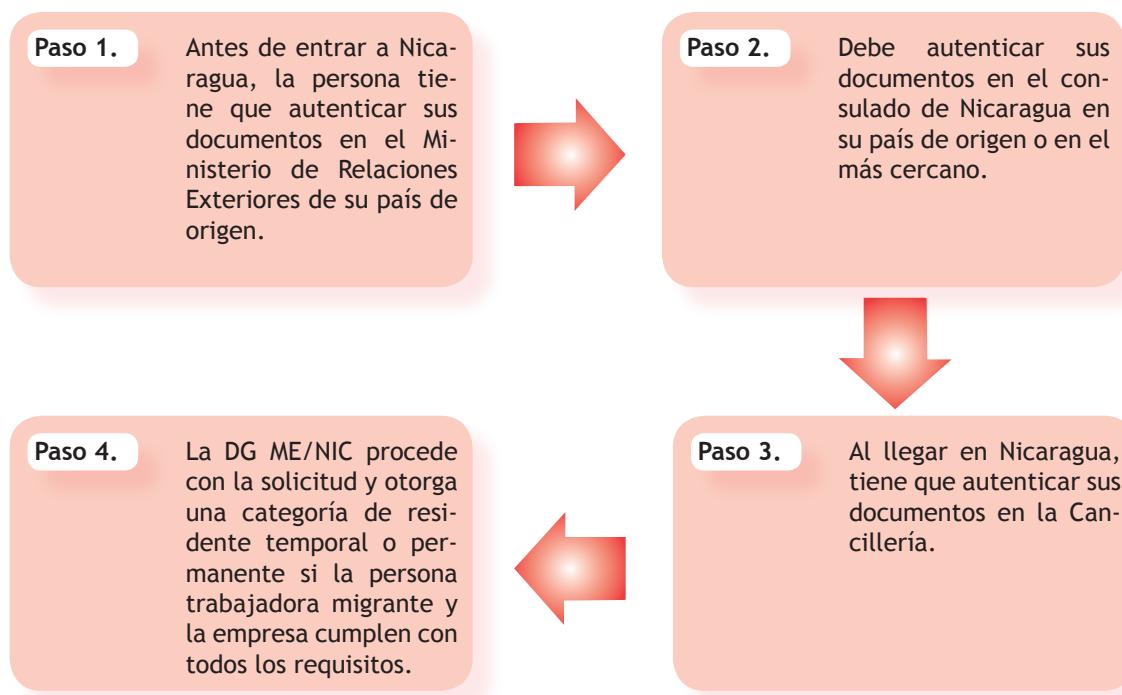 Paso 1.
Antes de entrar a Nica-
ragua, la persona tie-
ne que autenticar sus
documentos en el Mi-
nisterio de Relaciones
Exteriores de su país de
origen.
Paso 2.
Debe autenticar sus
documentos en el con-
sulado de Nicaragua en
su país de origen o en el
más cercano.
Paso 3.
Al llegar en Nicaragua,
tiene que autenticar sus
documentos en la Can-
cillería.
Paso 4.
La DG ME/NIC procede
con la solicitud y otorga
una categoría de resi-
dente temporal o per-
manente si la persona
trabajadora migrante y
la empresa cumplen con
todos los requisitos.